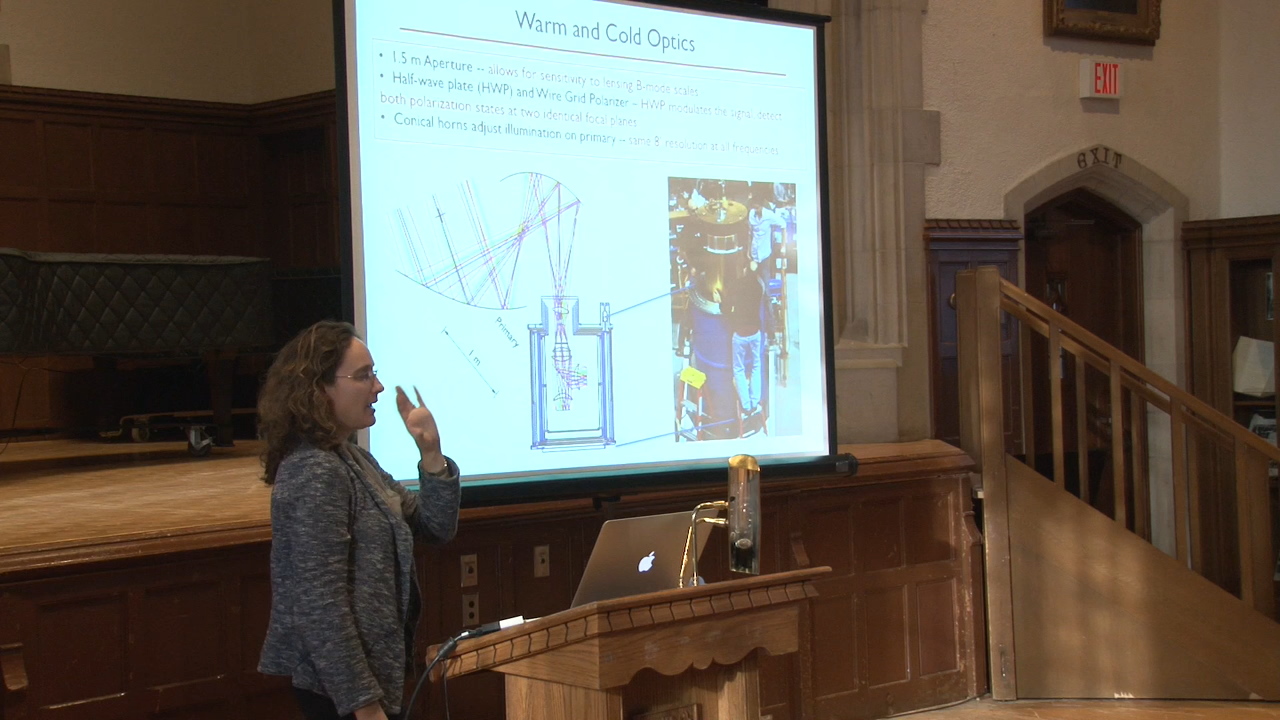 Warm and Cold Optics
• 1.5 m Aperture -- allows for sensitivity to lensing B-mode scales
• Half-wave plate (HWP) and Wire Grid Polarizer – HWP modulates the signal, detect
both polarization states at two identical focal planes
• Conical horns adjust illumination on primary -- same 8' resolution at all frequencies
Primary
1 m
EXIT
EXIT